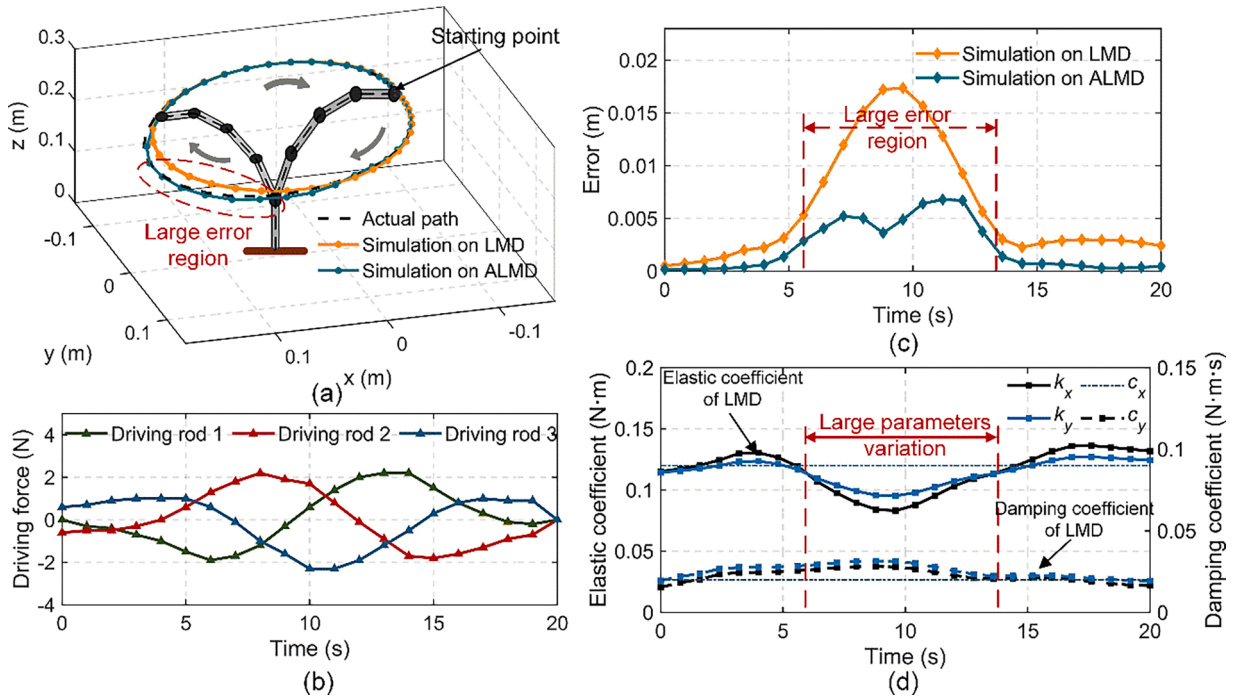 0.3
0.2
0.1
0
z (m)
-0.1
0
0.1
y (m)
0.1
0
-0.1
x (m)
Starting point
Large error
region
Actual path
Simulation on LMD
Simulation on ALMD
(a)
Driving force (N)
4
2
0
-2
-4
Driving rod 1
Driving rod 2
Driving rod 3
0
5
10
15
20
Time (s)
(b)
Error (m)
0.02
0.015
0.01
0.005
0
Simulation on LMD
Simulation on ALMD
Large error
region
0
5
10
15
20
Time (s)
(c)
Elastic coefficient (N·m)
0.2
0.15
0.1
0.05
0
Elastic coefficient
of LMD
Large parameters
variation
kx
cx
ky
cy
Damping coefficient
of LMD
0.15
0.1
0.05
0
Damping coefficient (N·m·s)
0
5
10
15
20
Time (s)
(d)